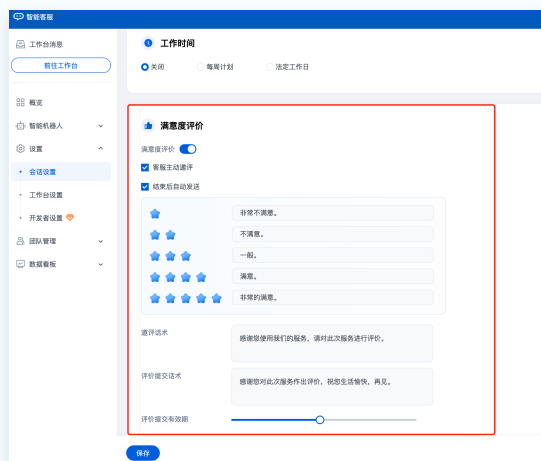 智能客服
工作台消息
前往工作台
概览
智能机器人
设置
会话设置
工作台设置
开发者设置
团队管理
数据看板
工作时间
关闭 每周计划 法定工作日
满意度评价
满意度评价
客服主动邀评
结束后自动发送
非常不满意。
不满意。
一般。
满意。
非常的满意。
邀评话术
感谢您使用我们的服务，请对此次服务进行评价。
评价提交话术
感谢您对此次服务作出评价，祝您生活愉快，再见。
评价提交有效期
保存